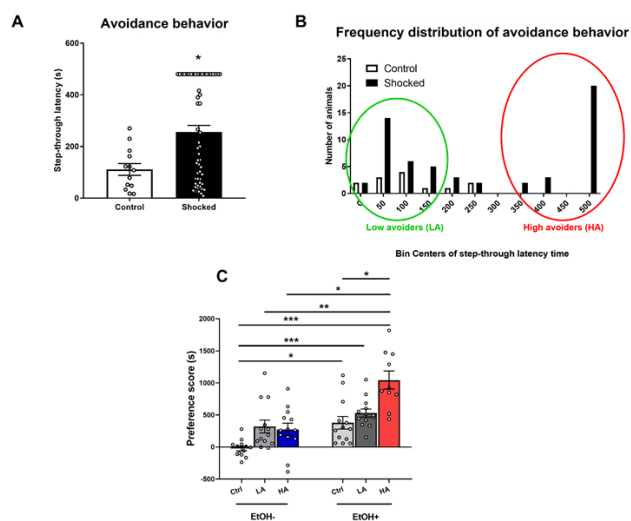 A
Avoidance behavior
*
Step-through latency (s)
600
400
200
0
Control
Shocked
B
Frequency distribution of avoidance behavior
Control
Shocked
Number of animals
25
20
15
10
5
0
0 50 100 150 200 250 300 350 400 450 500
Low avoiders (LA)
High avoiders (HA)
Bin Centers of step-through latency time
C
*
*
**
***
***
*
Preference score (s)
2000
1500
1000
500
0
-500
Ctrl LA HA Ctrl LA HA
EtOH- EtOH+